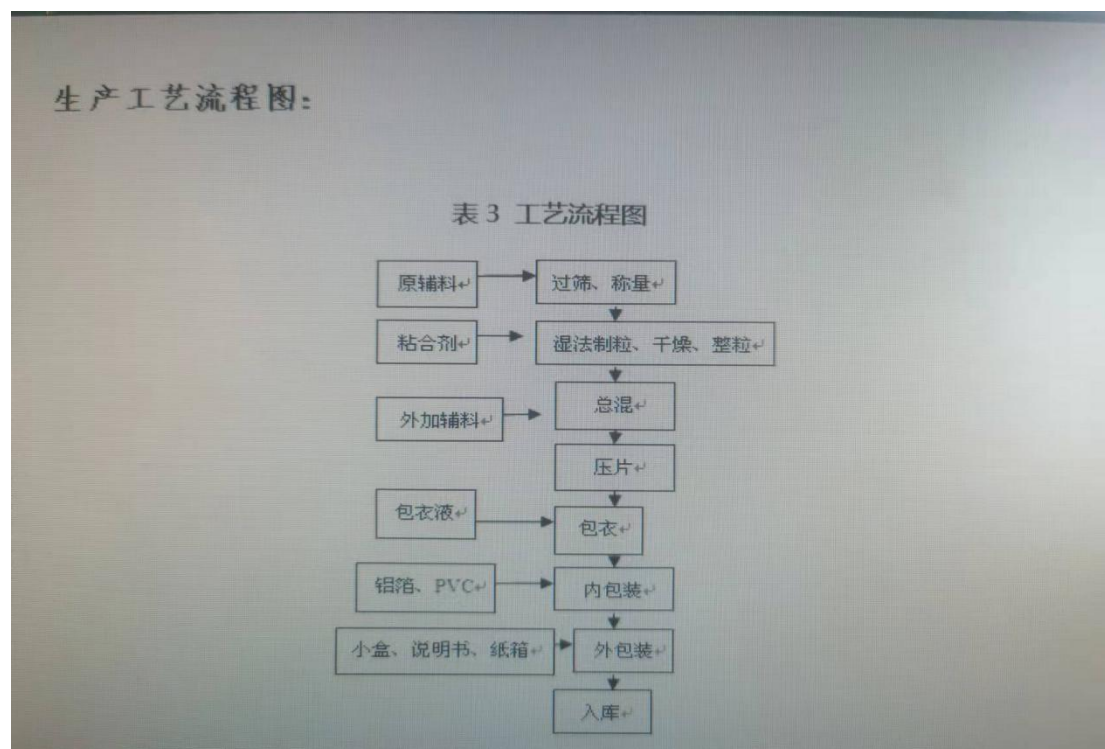 生产工艺流程图：
表 3 工艺流程图
原辅料
过筛、称量
粘合剂
湿法制粒、干燥、整粒
总混
外加辅料
压片
包衣液
包衣
铝箔、PVC
内包装
小盒、说明书、纸箱
外包装
入库